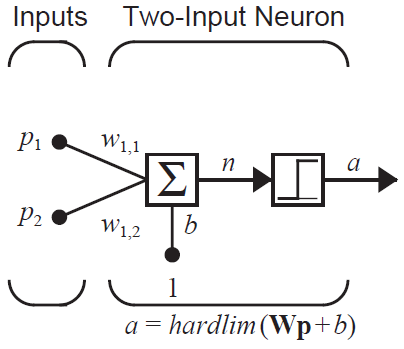 Inputs Two-Input Neuron
p₁ w₁,₁
Σ n a
p₂ w₁,₂ b
1
a = hardlim(Wp+b)